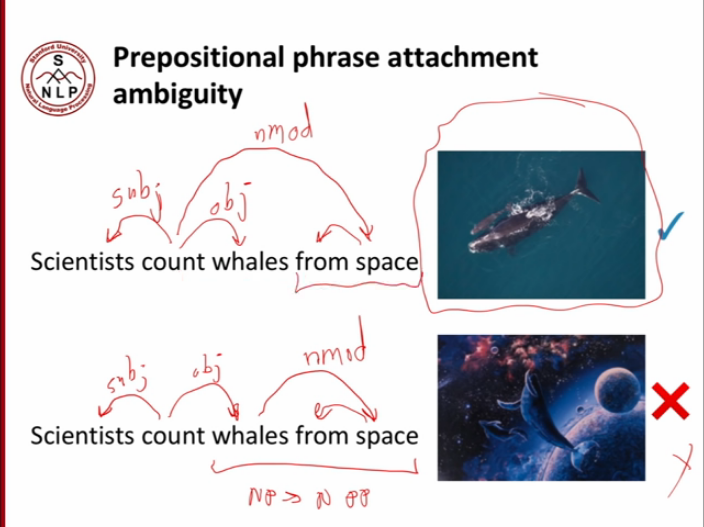 Stanford University
S
NLP
Natural Language Processing
Prepositional phrase attachment
ambiguity
nmod
subj
obj
Scientists count whales from space
subj
obj
nmod
Scientists count whales from space
NP > N PP